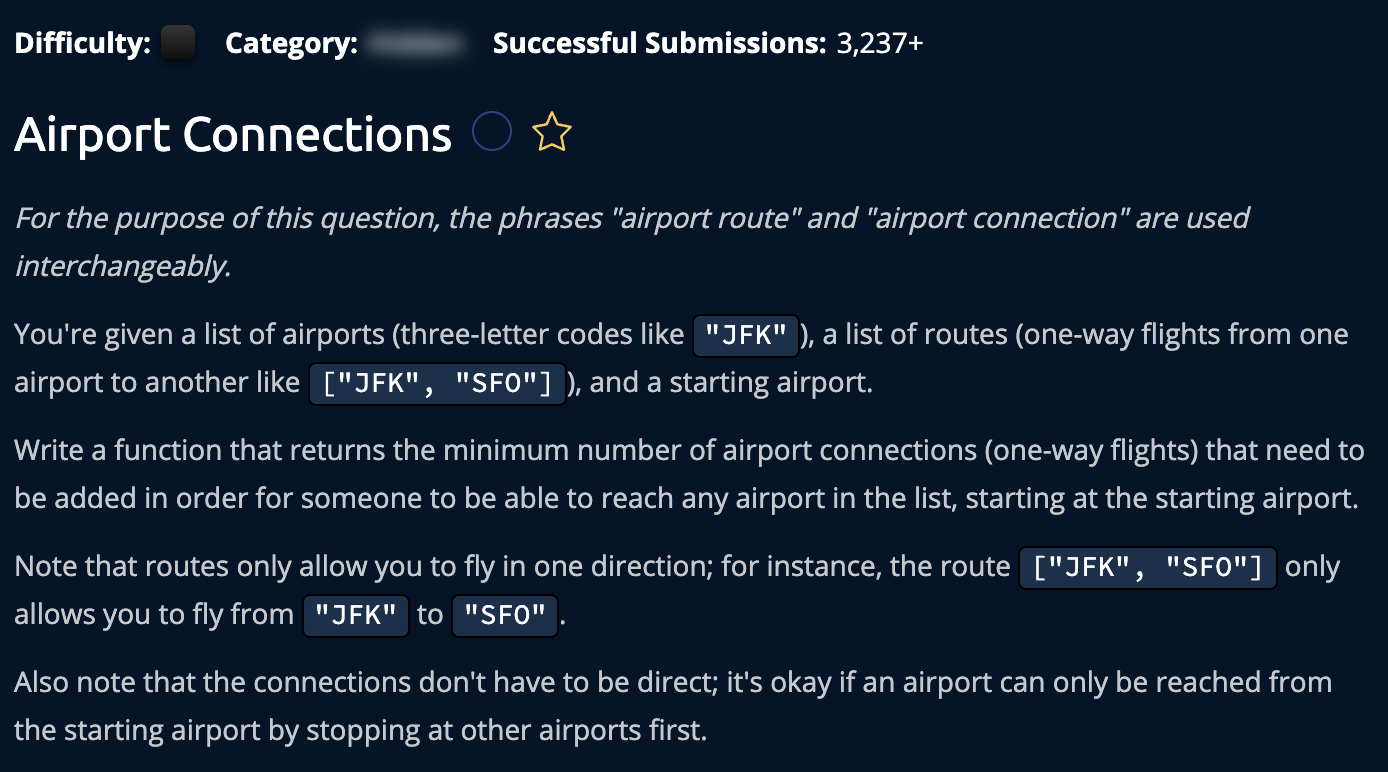 Difficulty: Category: Successful Submissions: 3,237+
Airport Connections
For the purpose of this question, the phrases "airport route" and "airport connection" are used
interchangeably.
You're given a list of airports (three-letter codes like "JFK"), a list of routes (one-way flights from one
airport to another like ["JFK", "SFO"]), and a starting airport.
Write a function that returns the minimum number of airport connections (one-way flights) that need to
be added in order for someone to be able to reach any airport in the list, starting at the starting airport.
Note that routes only allow you to fly in one direction; for instance, the route ["JFK", "SFO"] only
allows you to fly from "JFK" to "SFO".
Also note that the connections don't have to be direct; it's okay if an airport can only be reached from
the starting airport by stopping at other airports first.